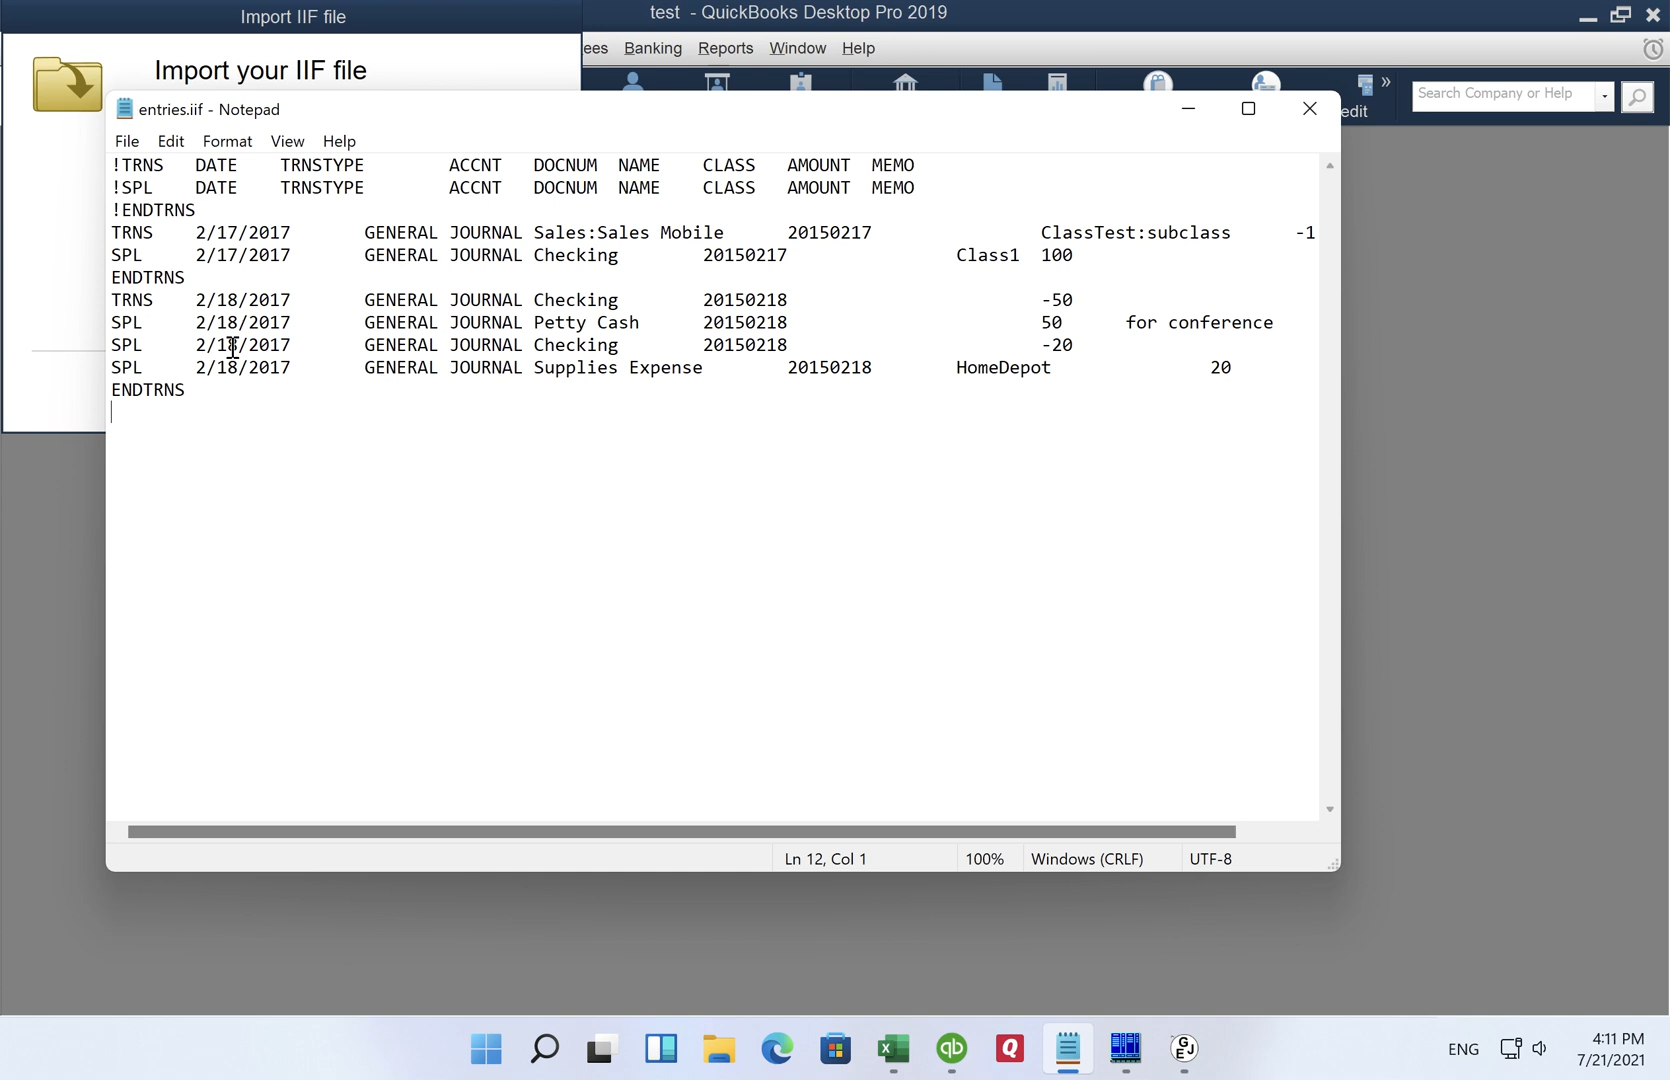 Import IIF file
test - QuickBooks Desktop Pro 2019
Import your IIF file
ees Banking Reports Window Help
»
edit
Search Company or Help
entries.iif - Notepad
File Edit Format View Help
!TRNS DATE TRNSTYPE ACCNT DOCNUM NAME CLASS AMOUNT MEMO
!SPL DATE TRNSTYPE ACCNT DOCNUM NAME CLASS AMOUNT MEMO
!ENDTRNS
TRNS 2/17/2017 GENERAL JOURNAL Sales:Sales Mobile 20150217 ClassTest:subclass -1
SPL 2/17/2017 GENERAL JOURNAL Checking 20150217 Class1 100
ENDTRNS
TRNS 2/18/2017 GENERAL JOURNAL Checking 20150218 -50
SPL 2/18/2017 GENERAL JOURNAL Petty Cash 20150218 50 for conference
SPL 2/18/2017 GENERAL JOURNAL Checking 20150218 -20
SPL 2/18/2017 GENERAL JOURNAL Supplies Expense 20150218 HomeDepot 20
ENDTRNS
Ln 12, Col 1 100% Windows (CRLF) UTF-8
qb
Q
GJE
ENG
4:11 PM
7/21/2021